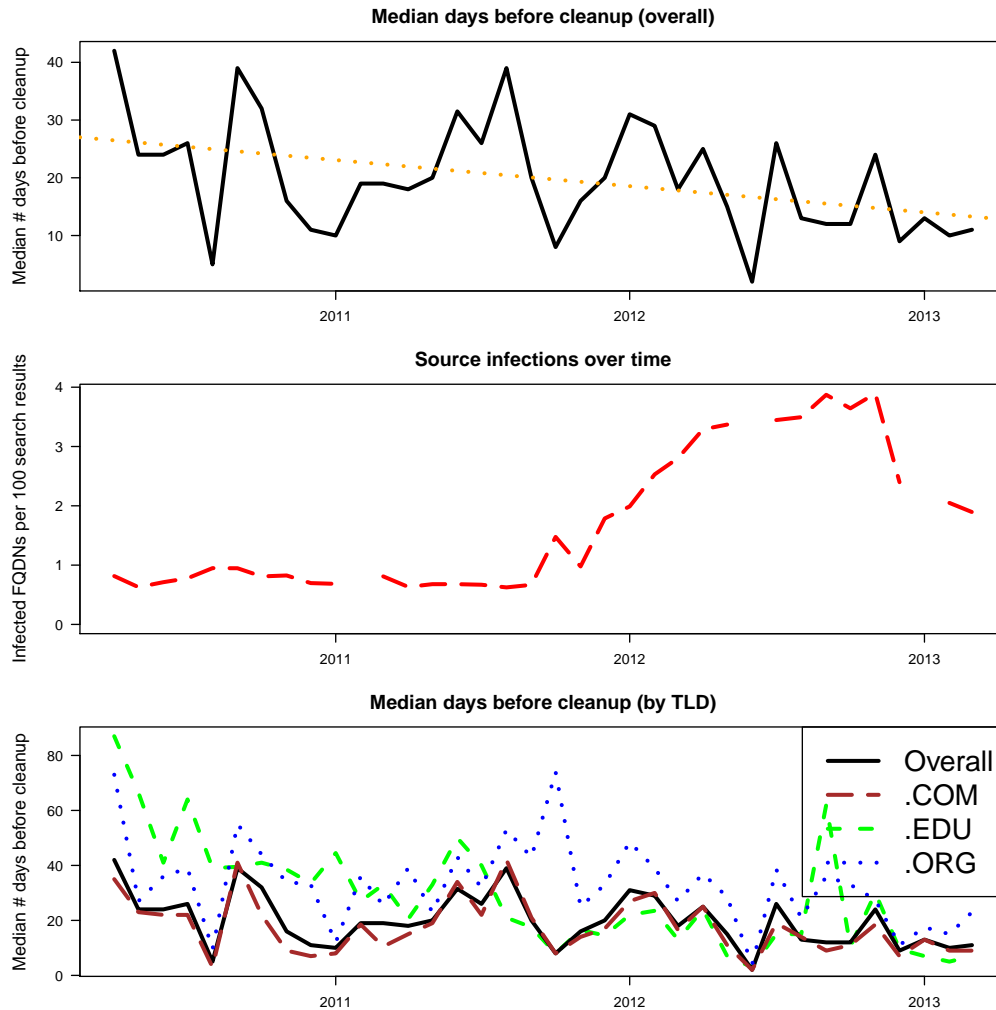 Median days before cleanup (overall)
Median # days before cleanup
40
30
20
10
2011
2012
2013
Source infections over time
Infected FQDNs per 100 search results
4
3
2
1
0
2011
2012
2013
Median days before cleanup (by TLD)
Median # days before cleanup
80
60
40
20
0
2011
2012
2013
Overall
.COM
.EDU
.ORG